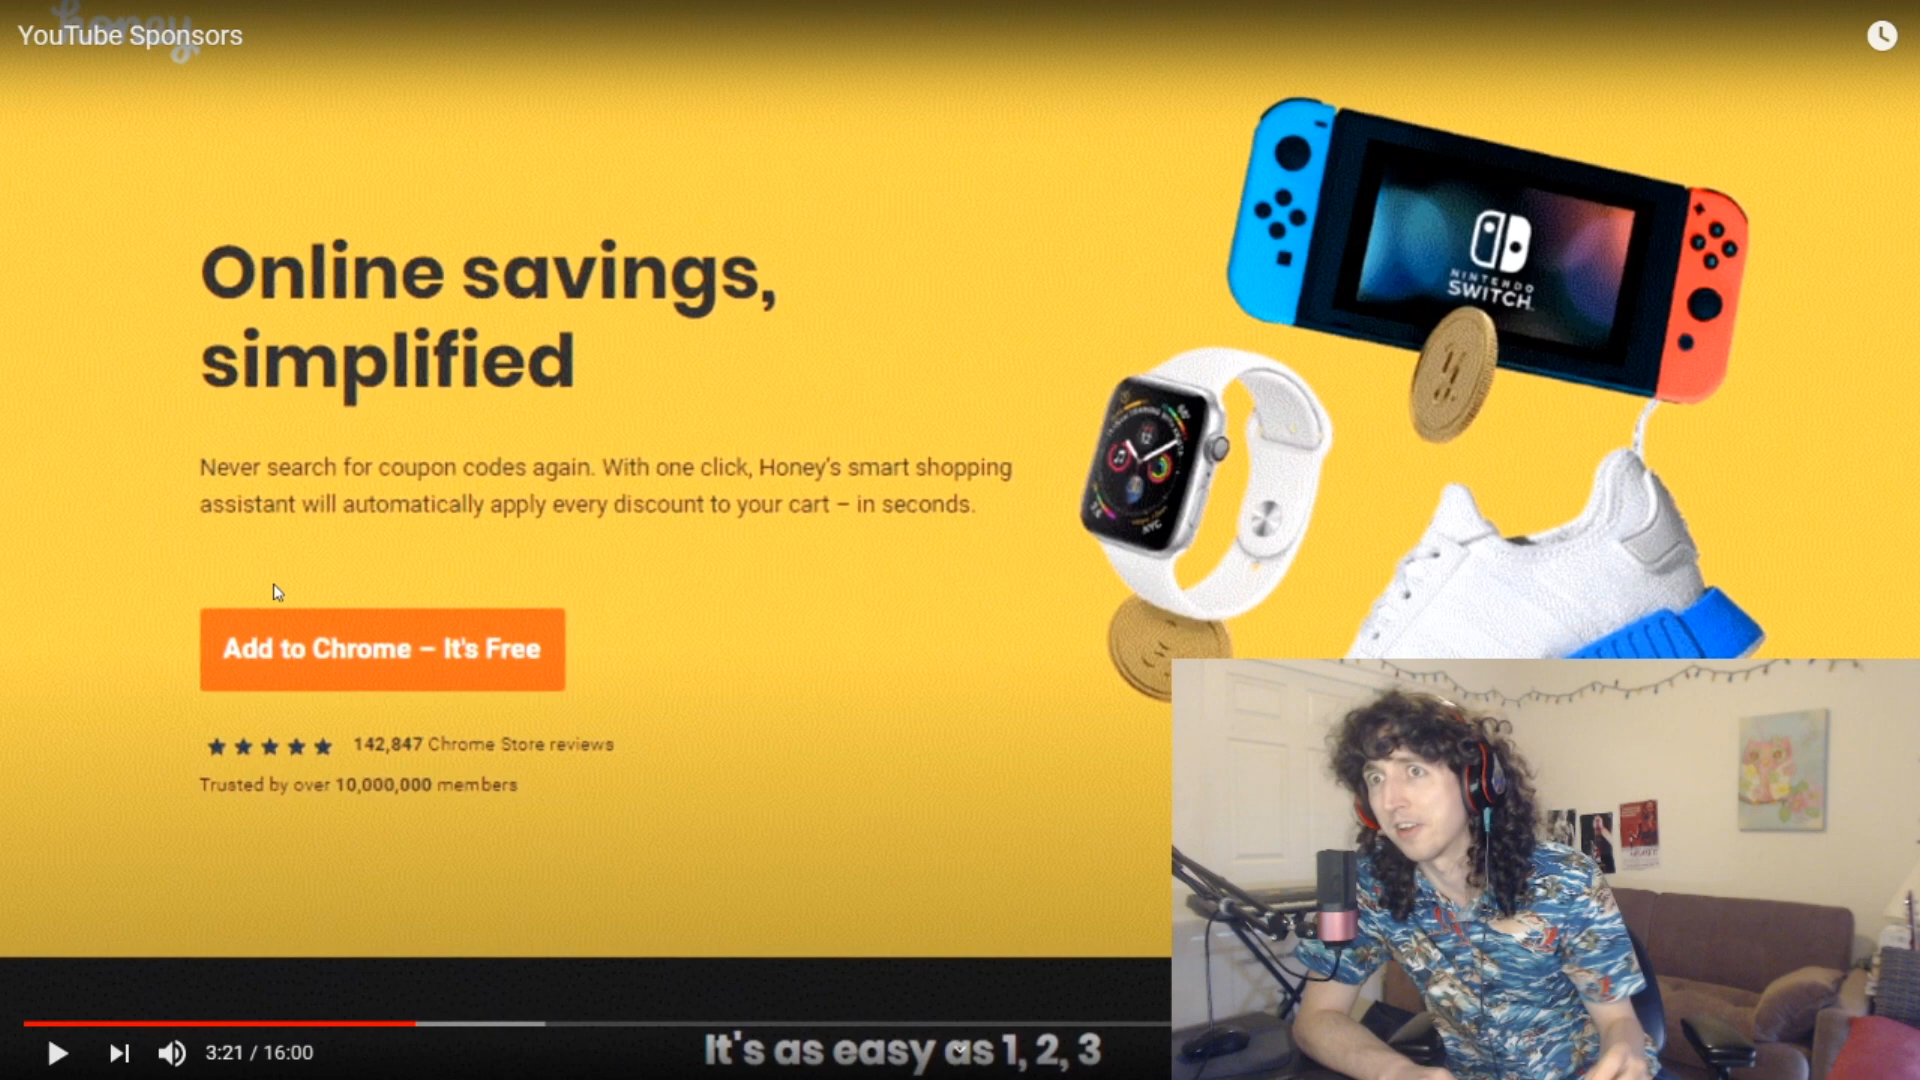 honey
YouTube Sponsors
Online savings,
simplified
Never search for coupon codes again. With one click, Honey's smart shopping
assistant will automatically apply every discount to your cart – in seconds.
Add to Chrome – It's Free
142,847 Chrome Store reviews
Trusted by over 10,000,000 members
NINTENDO
SWITCH
NYC
3:21 / 16:00
It's as easy as 1, 2, 3